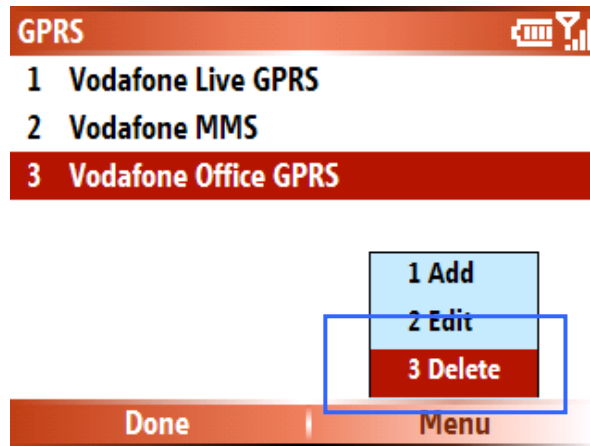 GPRS
1 Vodafone Live GPRS
2 Vodafone MMS
3 Vodafone Office GPRS
1 Add
2 Edit
3 Delete
Done Menu